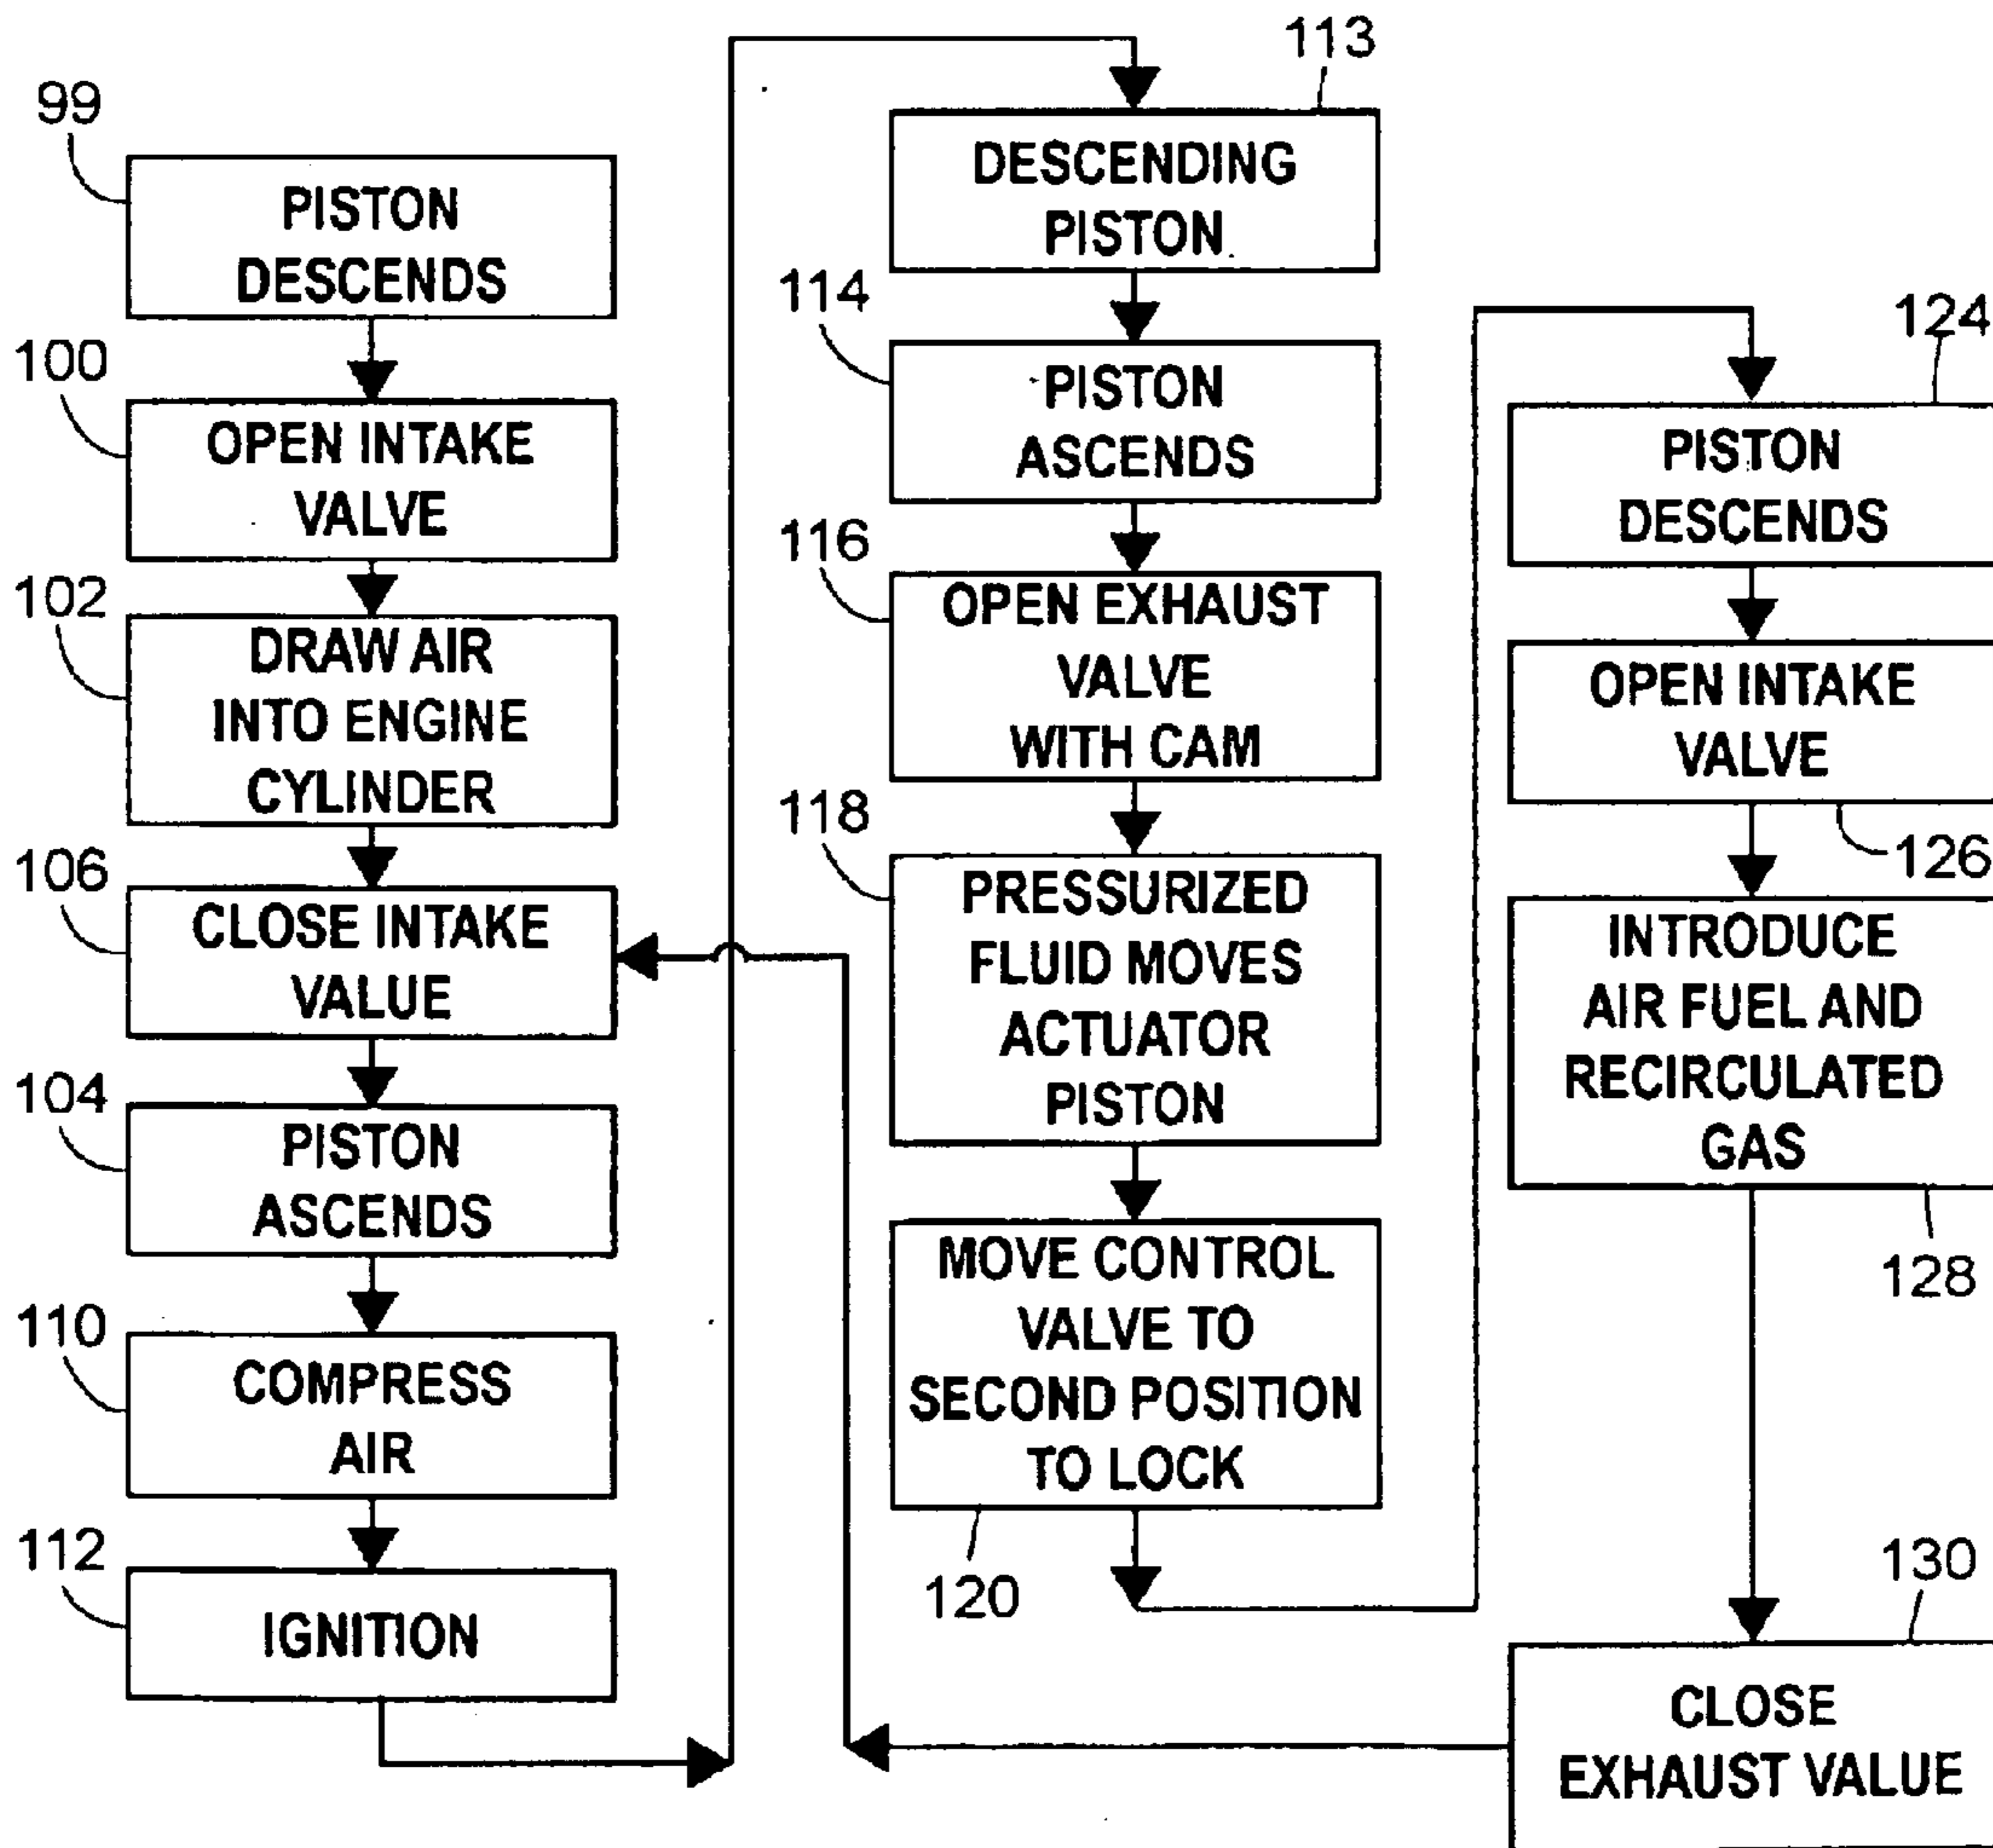 99
PISTON
DESCENDS
100
OPEN INTAKE
VALVE
102
DRAW AIR
INTO ENGINE
CYLINDER
106
CLOSE INTAKE
VALUE
104
PISTON
ASCENDS
110
COMPRESS
AIR
112
IGNITION
113
DESCENDING
PISTON
114
PISTON
ASCENDS
116
OPEN EXHAUST
VALVE
WITH CAM
118
PRESSURIZED
FLUID MOVES
ACTUATOR
PISTON
MOVE CONTROL
VALVE TO
SECOND POSITION
TO LOCK
120
124
PISTON
DESCENDS
OPEN INTAKE
VALVE
126
INTRODUCE
AIR FUEL AND
RECIRCULATED
GAS
128
130
CLOSE
EXHAUST VALUE